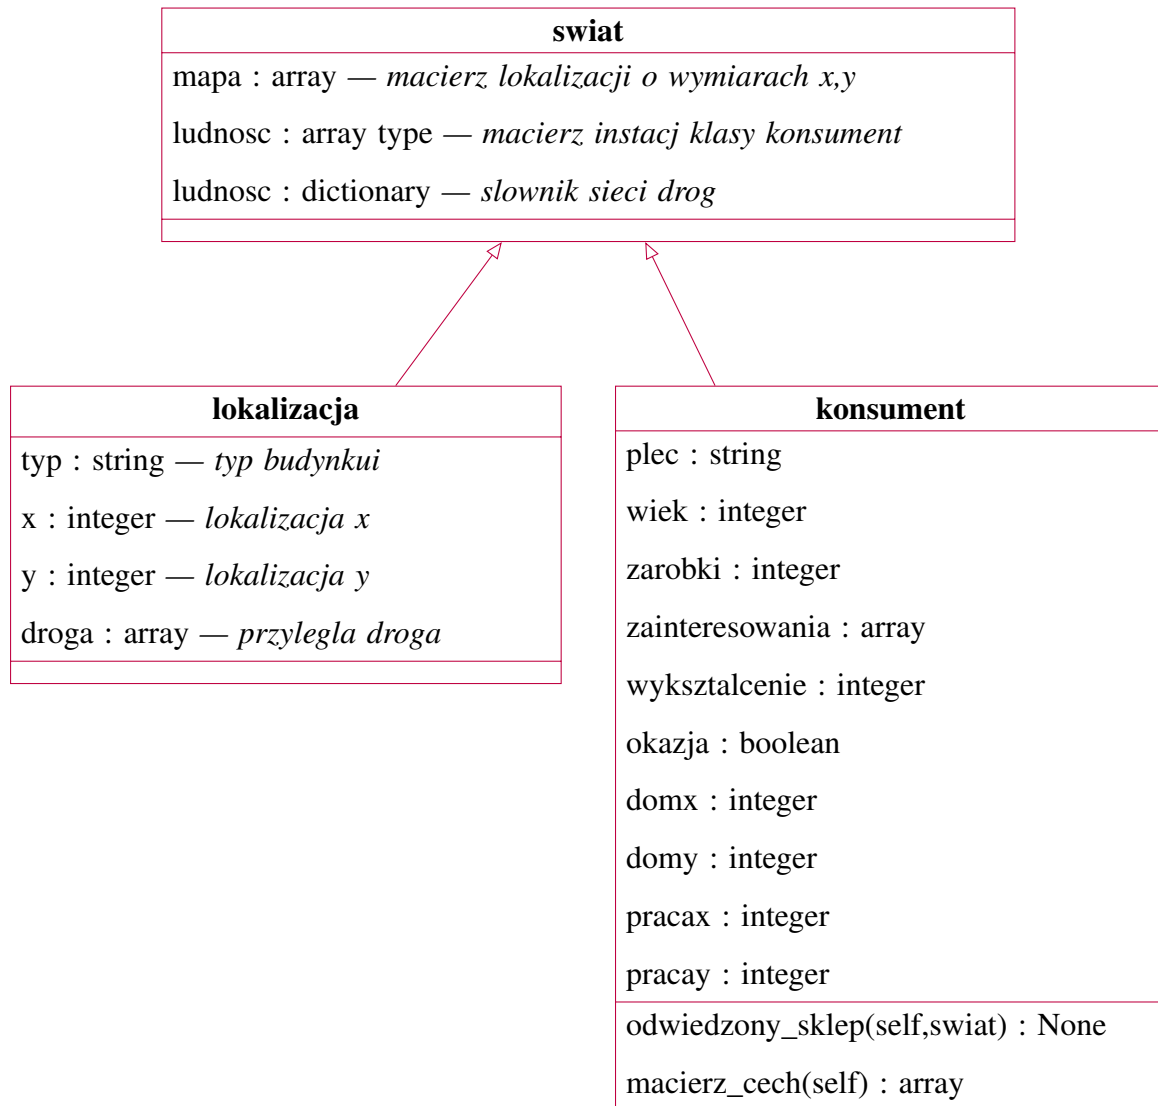 swiat
mapa : array — macierz lokalizacji o wymiarach x,y
ludnosc : array type — macierz instacj klasy konsument
ludnosc : dictionary — slownik sieci drog
lokalizacja
typ : string — typ budynkui
x : integer — lokalizacja x
y : integer — lokalizacja y
droga : array — przylegla droga
konsument
plec : string
wiek : integer
zarobki : integer
zainteresowania : array
wyksztalcenie : integer
okazja : boolean
domx : integer
domy : integer
pracax : integer
pracay : integer
odwiedzony_sklep(self,swiat) : None
macierz_cech(self) : array